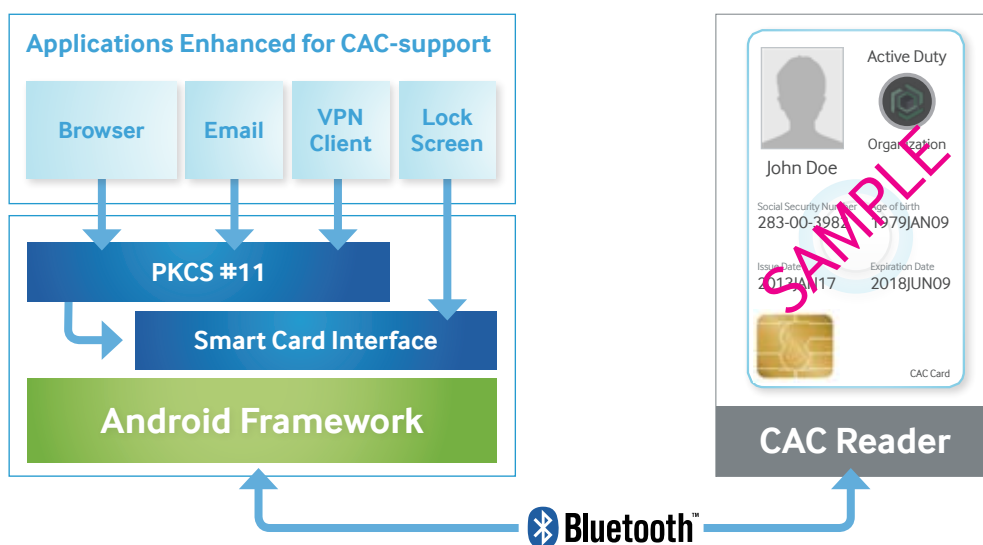 Applications Enhanced for CAC-support
Browser
Email
VPN
Client
Lock
Screen
PKCS #11
Smart Card Interface
Android Framework
Bluetooth™
Active Duty
Organization
John Doe
Social Security Number
Age of birth
283-00-3982
1979JAN09
Issue Date
Expiration Date
2013JAN17
2018JUN09
SAMPLE
CAC Card
CAC Reader